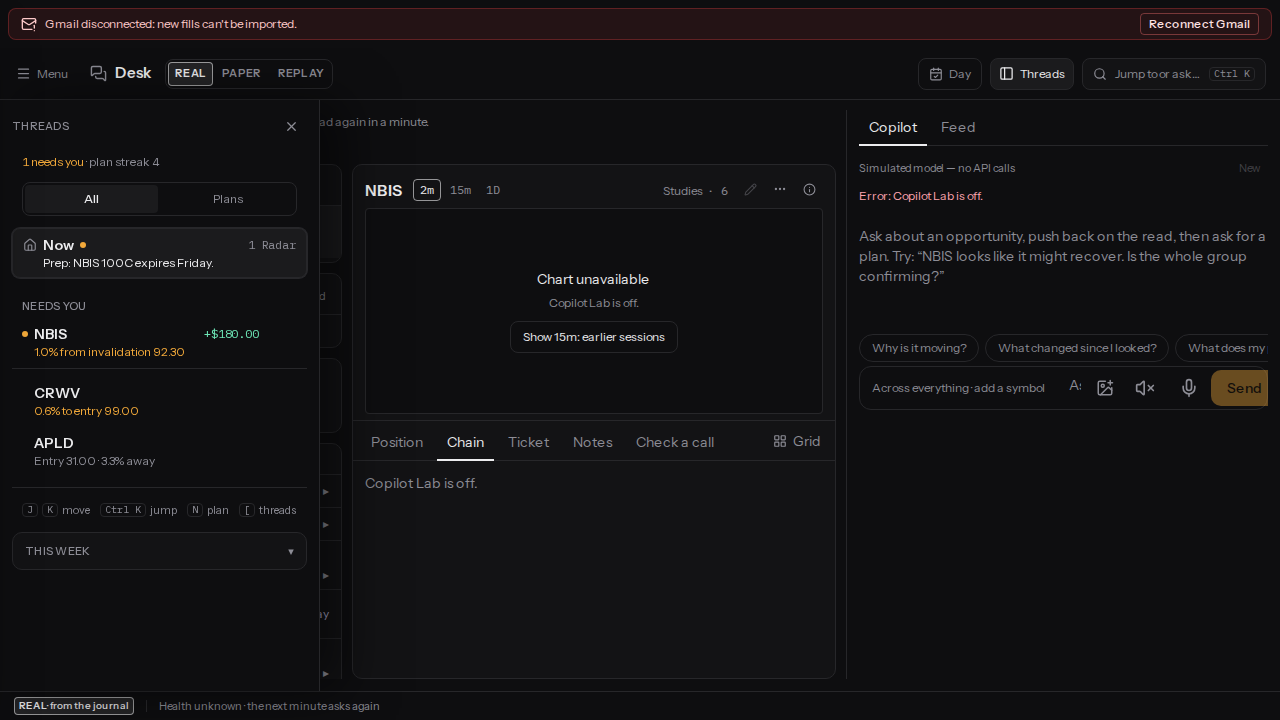 Gmail disconnected: new fills can't be imported.
Reconnect Gmail
Menu
Desk
REAL
PAPER
REPLAY
Day
Threads
Jump to or ask…
Ctrl K
THREADS
1 needs you · plan streak 4
All
Plans
Now
1 Radar
Prep: NBIS 100C expires Friday.
NEEDS YOU
NBIS
+$180.00
1.0% from invalidation 92.30
CRWV
0.6% to entry 99.00
APLD
Entry 31.00 · 3.3% away
J K move Ctrl K jump N plan [ threads
THIS WEEK
ad again in a minute.
NBIS
2m
15m
1D
Studies · 6
Chart unavailable
Copilot Lab is off.
Show 15m: earlier sessions
Position
Chain
Ticket
Notes
Check a call
Grid
Copilot Lab is off.
Copilot
Feed
Simulated model — no API calls
New
Error: Copilot Lab is off.
Ask about an opportunity, push back on the read, then ask for a
plan. Try: “NBIS looks like it might recover. Is the whole group
confirming?”
Why is it moving?
What changed since I looked?
What does my
Across everything · add a symbol
Send
REAL · from the journal
Health unknown · the next minute asks again